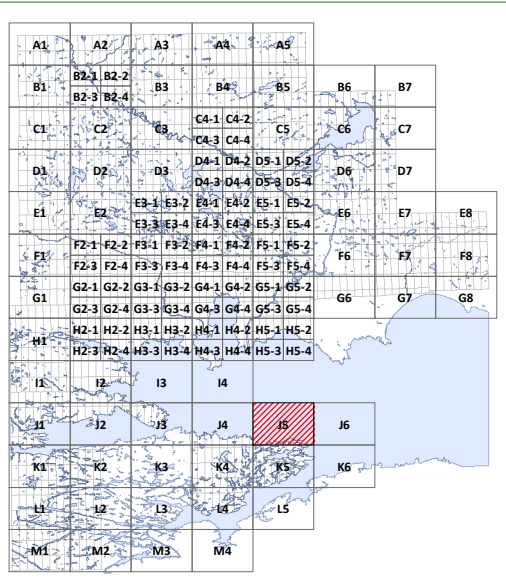 A1 A2 A3 A4 A5
B2-1 B2-2
B1 B3 B4 B5 B6 B7
B2-3 B2-4
C4-1 C4-2
C1 C2 C3 C5 C6 C7
C4-3 C4-4
D4-1 D4-2 D5-1 D5-2
D1 D2 D3 D6 D7
D4-3 D4-4 D5-3 D5-4
E3-1 E3-2 E4-1 E4-2 E5-1 E5-2
E1 E2 E6 E7 E8
E3-3 E3-4 E4-3 E4-4 E5-3 E5-4
F2-1 F2-2 F3-1 F3-2 F4-1 F4-2 F5-1 F5-2
F1 F6 F7 F8
F2-3 F2-4 F3-3 F3-4 F4-3 F4-4 F5-3 F5-4
G2-1 G2-2 G3-1 G3-2 G4-1 G4-2 G5-1 G5-2
G1 G6 G7 G8
G2-3 G2-4 G3-3 G3-4 G4-3 G4-4 G5-3 G5-4
H2-1 H2-2 H3-1 H3-2 H4-1 H4-2 H5-1 H5-2
H1
H2-3 H2-4 H3-3 H3-4 H4-3 H4-4 H5-3 H5-4
I1 I2 I3 I4
J1 J2 J3 J4 J5 J6
K1 K2 K3 K4 K5 K6
L1 L2 L3 L4 L5
M1 M2 M3 M4